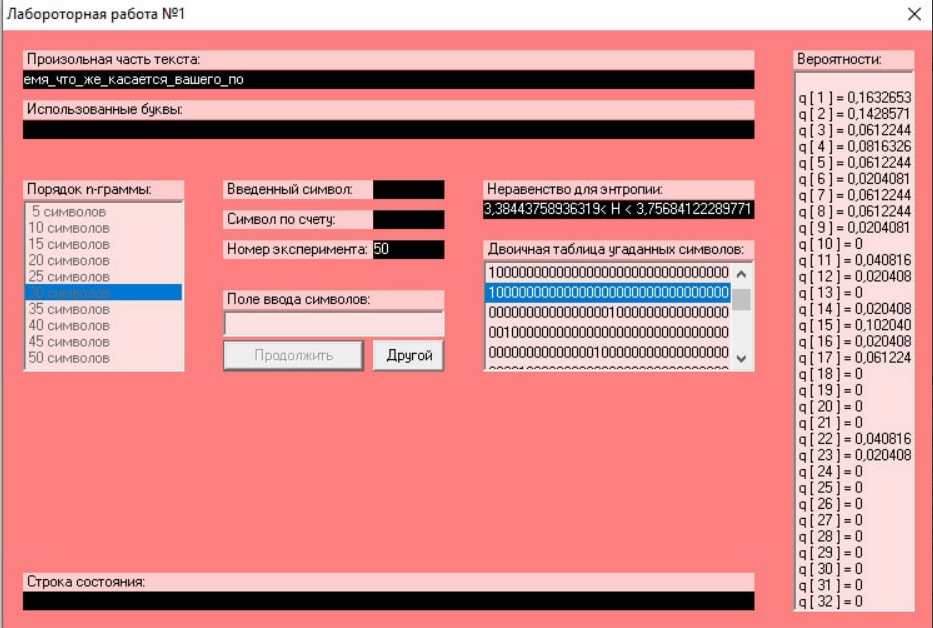 Лабороторная работа №1
Произольная часть текста:
емя_что_же_касается_вашего_по
Использованные буквы:
Порядок n-граммы:
5 символов
10 символов
15 символов
20 символов
25 символов
30 символов
35 символов
40 символов
45 символов
50 символов
Введенный символ:
Символ по счету:
Номер эксперимента: 50
Поле ввода символов:
Продолжить
Другой
Неравенство для энтропии:
3,38443758936319< H < 3,75684122289771
Двоичная таблица угаданных символов:
10000000000000000000000000000000
10000000000000000000000000000000
00000000000000010000000000000000
00100000000000000000000000000000
00000000000000100000000000000000
Вероятности:
q[1]=0,1632653
q[2]=0,1428571
q[3]=0,0612244
q[4]=0,0816326
q[5]=0,0612244
q[6]=0,0204081
q[7]=0,0612244
q[8]=0,0612244
q[9]=0,0204081
q[10]=0
q[11]=0,040816
q[12]=0,020408
q[13]=0
q[14]=0,020408
q[15]=0,102040
q[16]=0,020408
q[17]=0,061224
q[18]=0
q[19]=0
q[20]=0
q[21]=0
q[22]=0,040816
q[23]=0,020408
q[24]=0
q[25]=0
q[26]=0
q[27]=0
q[28]=0
q[29]=0
q[30]=0
q[31]=0
q[32]=0
Строка состояния: